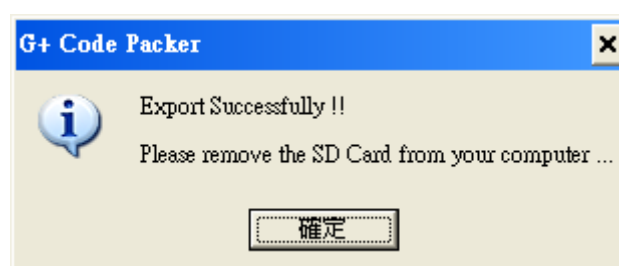 G+ Code Packer
Export Successfully !!
Please remove the SD Card from your computer ...
確定